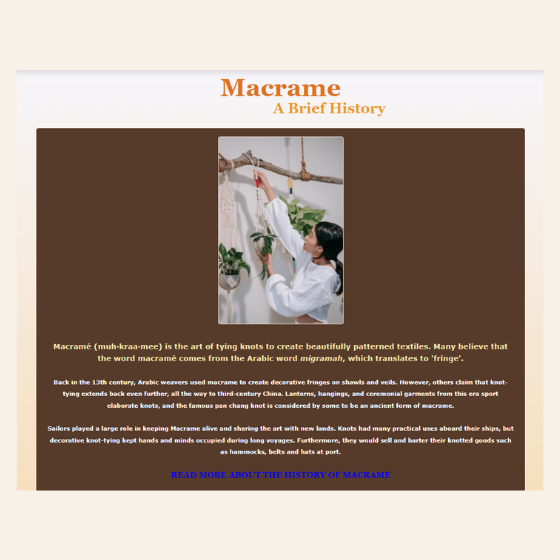 Macrame
A Brief History
Macramé (muh-kraa-mee) is the art of tying knots to create beautifully patterned textiles. Many believe that
the word macramé comes from the Arabic word migramah, which translates to 'fringe'.
Back in the 13th century, Arabic weavers used macrame to create decorative fringes on shawls and veils. However, others claim that knot-
tying extends back even further, all the way to third-century China. Lanterns, hangings, and ceremonial garments from this era sport
elaborate knots, and the famous pan chang knot is considered by some to be an ancient form of macrame.
Sailors played a large role in keeping Macrame alive and sharing the art with new lands. Knots had many practical uses aboard their ships, but
decorative knot-tying kept hands and minds occupied during long voyages. Furthermore, they would sell and barter their knotted goods such
as hammocks, belts and hats at port.
READ MORE ABOUT THE HISTORY OF MACRAME